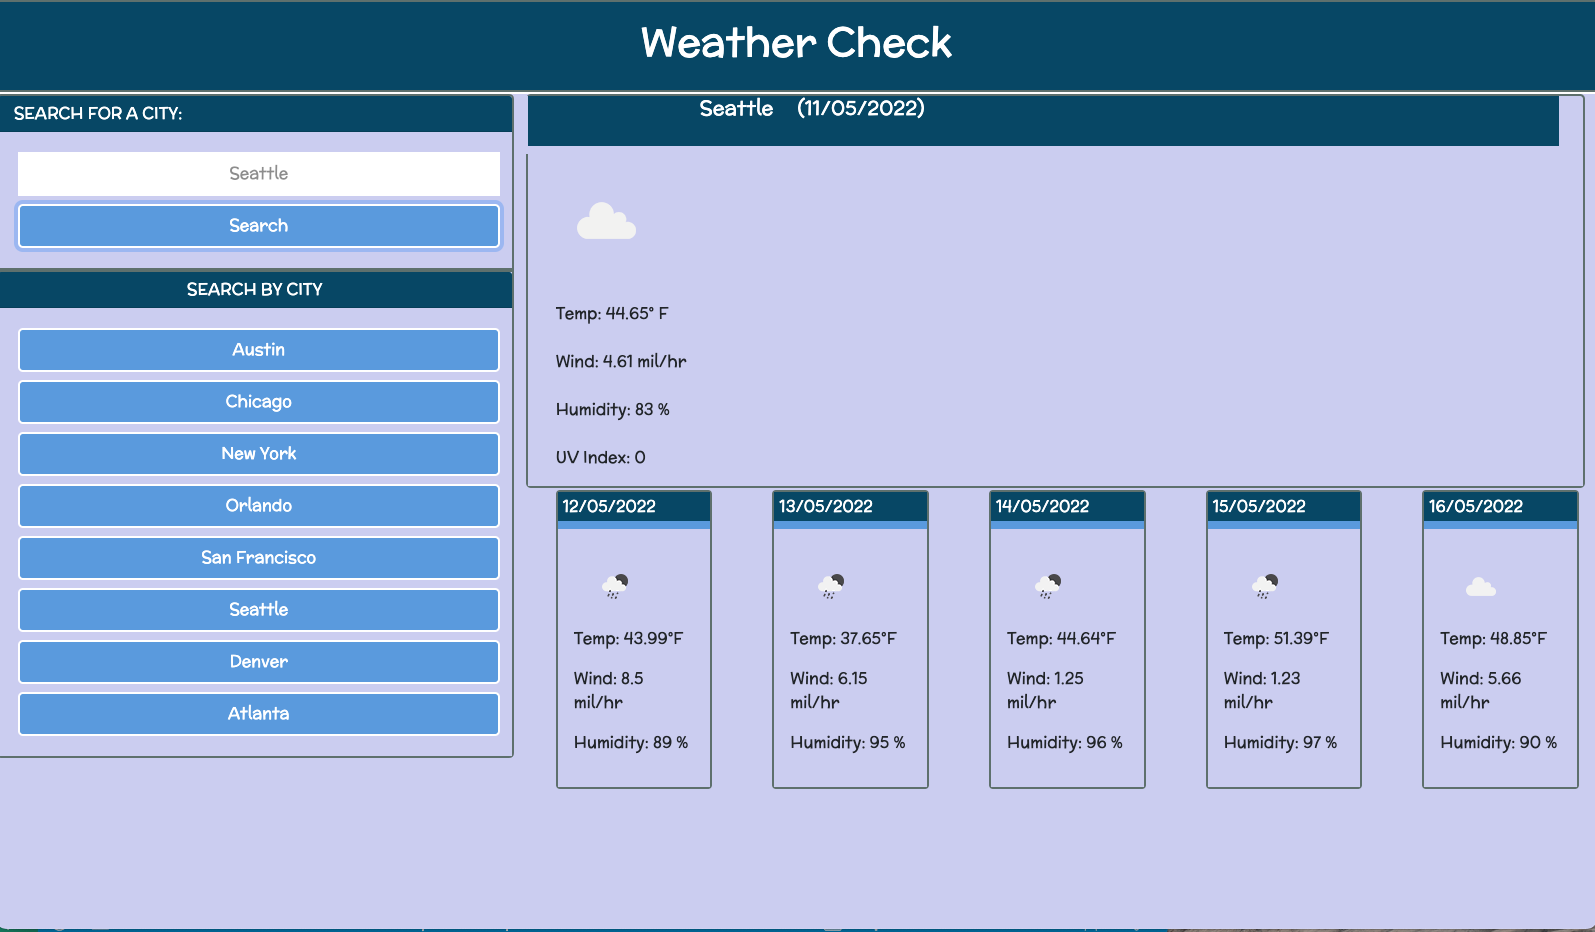 Weather Check
SEARCH FOR A CITY:
Seattle
Search
SEARCH BY CITY
Austin
Chicago
New York
Orlando
San Francisco
Seattle
Denver
Atlanta
Seattle (11/05/2022)
Temp: 44.65° F
Wind: 4.61 mil/hr
Humidity: 83 %
UV Index: 0
12/05/2022
Temp: 43.99°F
Wind: 8.5
mil/hr
Humidity: 89 %
13/05/2022
Temp: 37.65°F
Wind: 6.15
mil/hr
Humidity: 95 %
14/05/2022
Temp: 44.64°F
Wind: 1.25
mil/hr
Humidity: 96 %
15/05/2022
Temp: 51.39°F
Wind: 1.23
mil/hr
Humidity: 97 %
16/05/2022
Temp: 48.85°F
Wind: 5.66
mil/hr
Humidity: 90 %